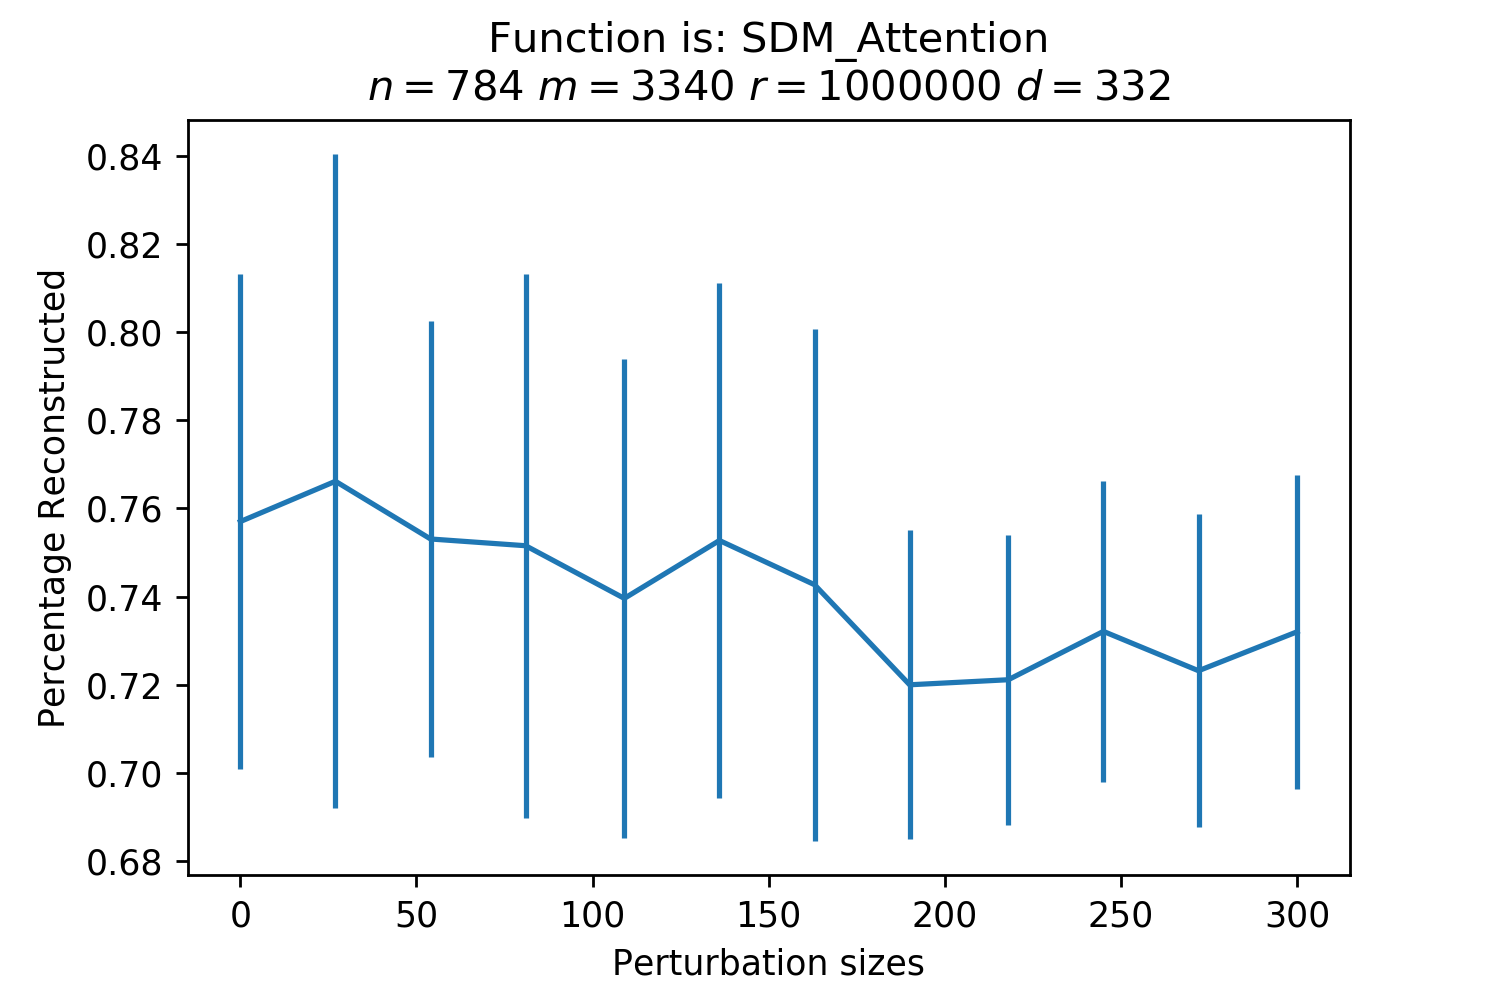 Function is: SDM_Attention
n = 784 m = 3340 r = 1000000 d = 332
Percentage Reconstructed
0.84
0.82
0.80
0.78
0.76
0.74
0.72
0.70
0.68
0 50 100 150 200 250 300
Perturbation sizes